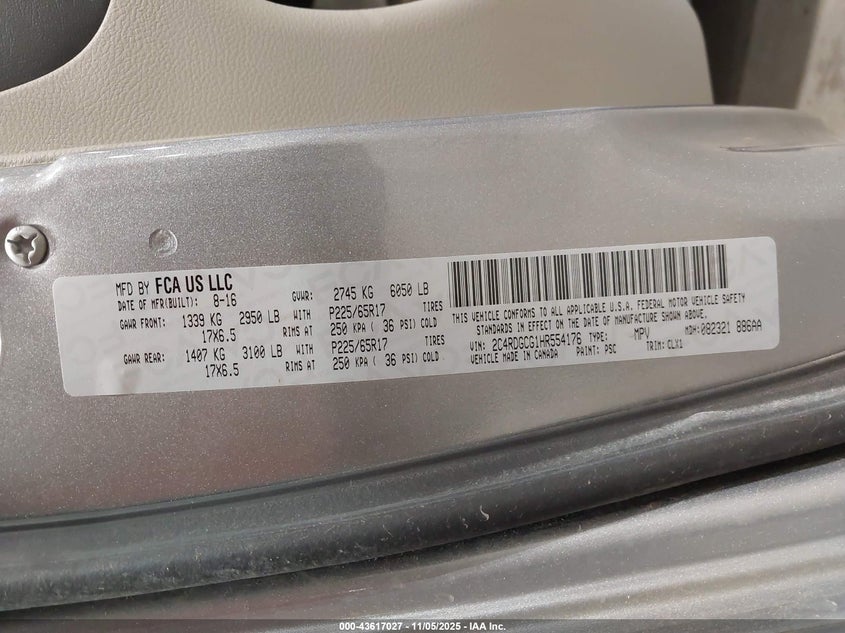 MFD BY FCA US LLC
DATE OF MFR(BUILT): 8-16 GVWR: 2745 KG 6050 LB
GAWR FRONT: 1339 KG 2950 LB WITH P225/65R17 TIRES
17X6.5 RIMS AT 250 KPA ( 36 PSI) COLD
GAWR REAR: 1407 KG 3100 LB WITH P225/65R17 TIRES
17X6.5 RIMS AT 250 KPA ( 36 PSI) COLD
THIS VEHICLE CONFORMS TO ALL APPLICABLE U.S.A. FEDERAL MOTOR VEHICLE SAFETY
STANDARDS IN EFFECT ON THE DATE OF MANUFACTURE SHOWN ABOVE.
VIN: 2C4RDGCG1HR554176 TYPE: MPV MDH: 082321 886AA
VEHICLE MADE IN CANADA PAINT: PSC TRIM: CLX1
000-43617027 - 11/05/2025 - IAA Inc.